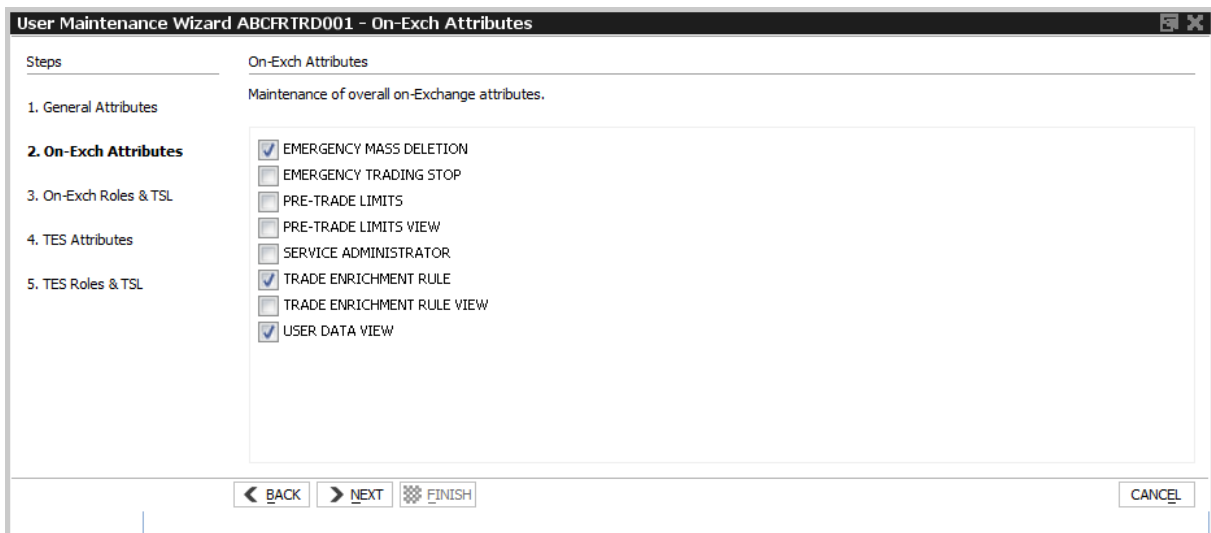 User Maintenance Wizard ABCFRTRD001 - On-Exch Attributes
Steps
On-Exch Attributes
1. General Attributes
Maintenance of overall on-Exchange attributes.
2. On-Exch Attributes
3. On-Exch Roles & TSL
4. TES Attributes
5. TES Roles & TSL
EMERGENCY MASS DELETION
EMERGENCY TRADING STOP
PRE-TRADE LIMITS
PRE-TRADE LIMITS VIEW
SERVICE ADMINISTRATOR
TRADE ENRICHMENT RULE
TRADE ENRICHMENT RULE VIEW
USER DATA VIEW
BACK
NEXT
FINISH
CANCEL